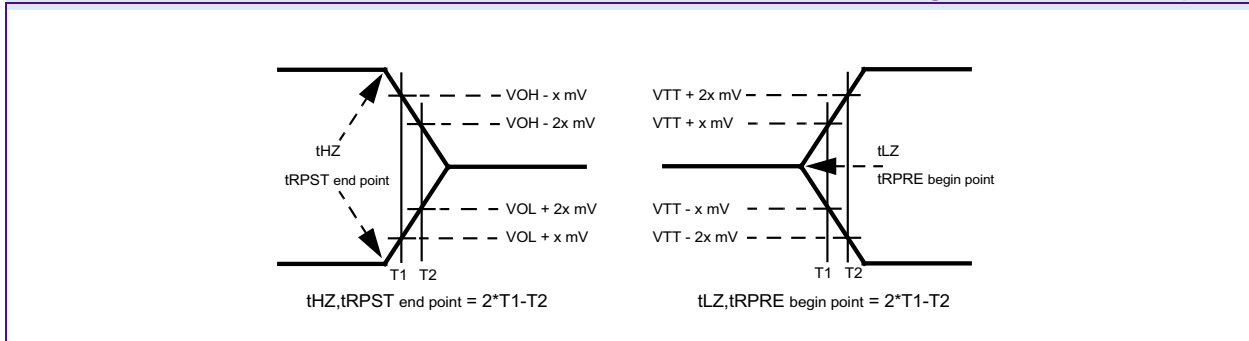 VOH - x mV
VOH - 2x mV
tHZ
tRPST end point
VOL + 2x mV
VOL + x mV
T1 T2
tHZ,tRPST end point = 2*T1-T2
VTT + 2x mV
VTT + x mV
tLZ
tRPRE begin point
VTT - x mV
VTT - 2x mV
T1 T2
tLZ,tRPRE begin point = 2*T1-T2